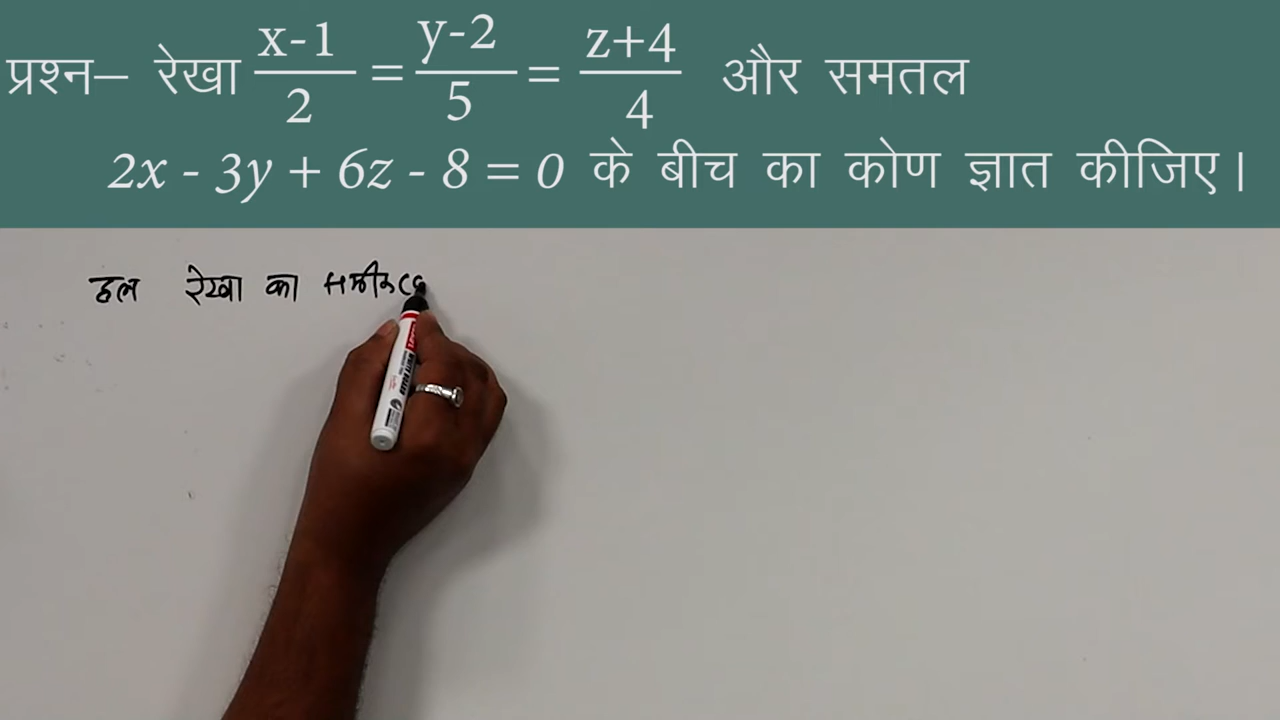 प्रश्न– रेखा x-1/2 = y-2/5 = z+4/4 और समतल
2x - 3y + 6z - 8 = 0 के बीच का कोण ज्ञात कीजिए।
हल रेखा का